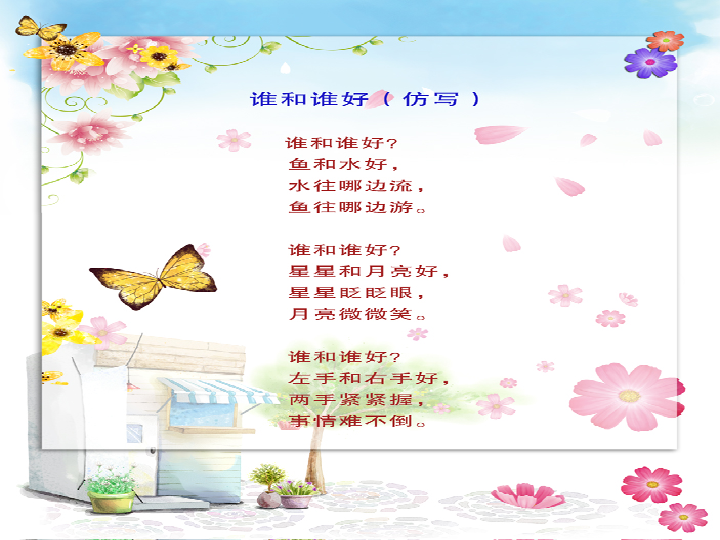 谁和谁好（仿写）
谁和谁好?
鱼和水好，
水往哪边流，
鱼往哪边游。
谁和谁好?
星星和月亮好，
星星眨眨眼，
月亮微微笑。
谁和谁好?
左手和右手好，
两手紧紧握，
事情难不倒。